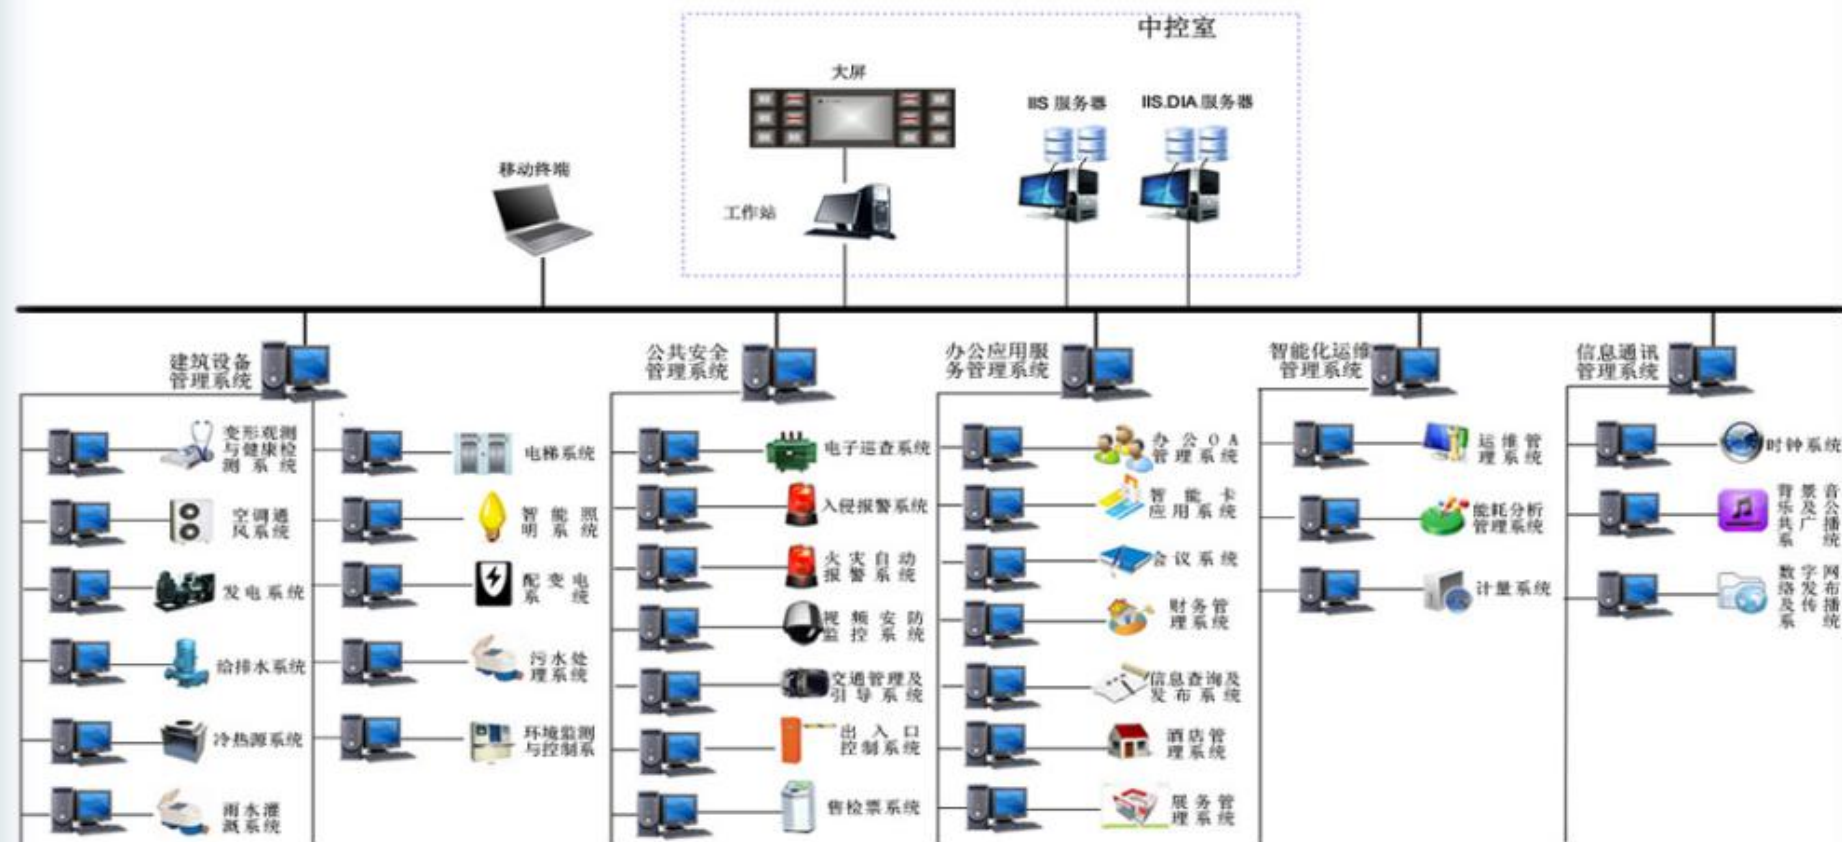 中控室
大屏
IIS 服务器
IIS.DIA 服务器
移动终端
工作站
建筑设备
管理系统
公共安全
管理系统
办公应用服
务管理系统
智能化运维
管理系统
信息通讯
管理系统
变形观测
与健康检
测系统
空调通
风系统
发电系统
给排水系统
冷热源系统
雨水灌
溉系统
电梯系统
智能照
明系统
配变电
系统
污水处
理系统
环境监测
与控制系
电子巡查系统
入侵报警系统
火灾自动
报警系统
视频安防
监控系统
交通管理及
引导系统
出入口
控制系统
售检票系统
办公OA
管理系统
智能卡
应用系统
会议系统
财务管
理系统
信息查询及
发布系统
酒店管
理系统
展务管
理系统
运维管
理系统
能耗分析
管理系统
计量系统
时钟系统
背景音
乐及公
共广播
系统
数字网
络发布
及传播
系统